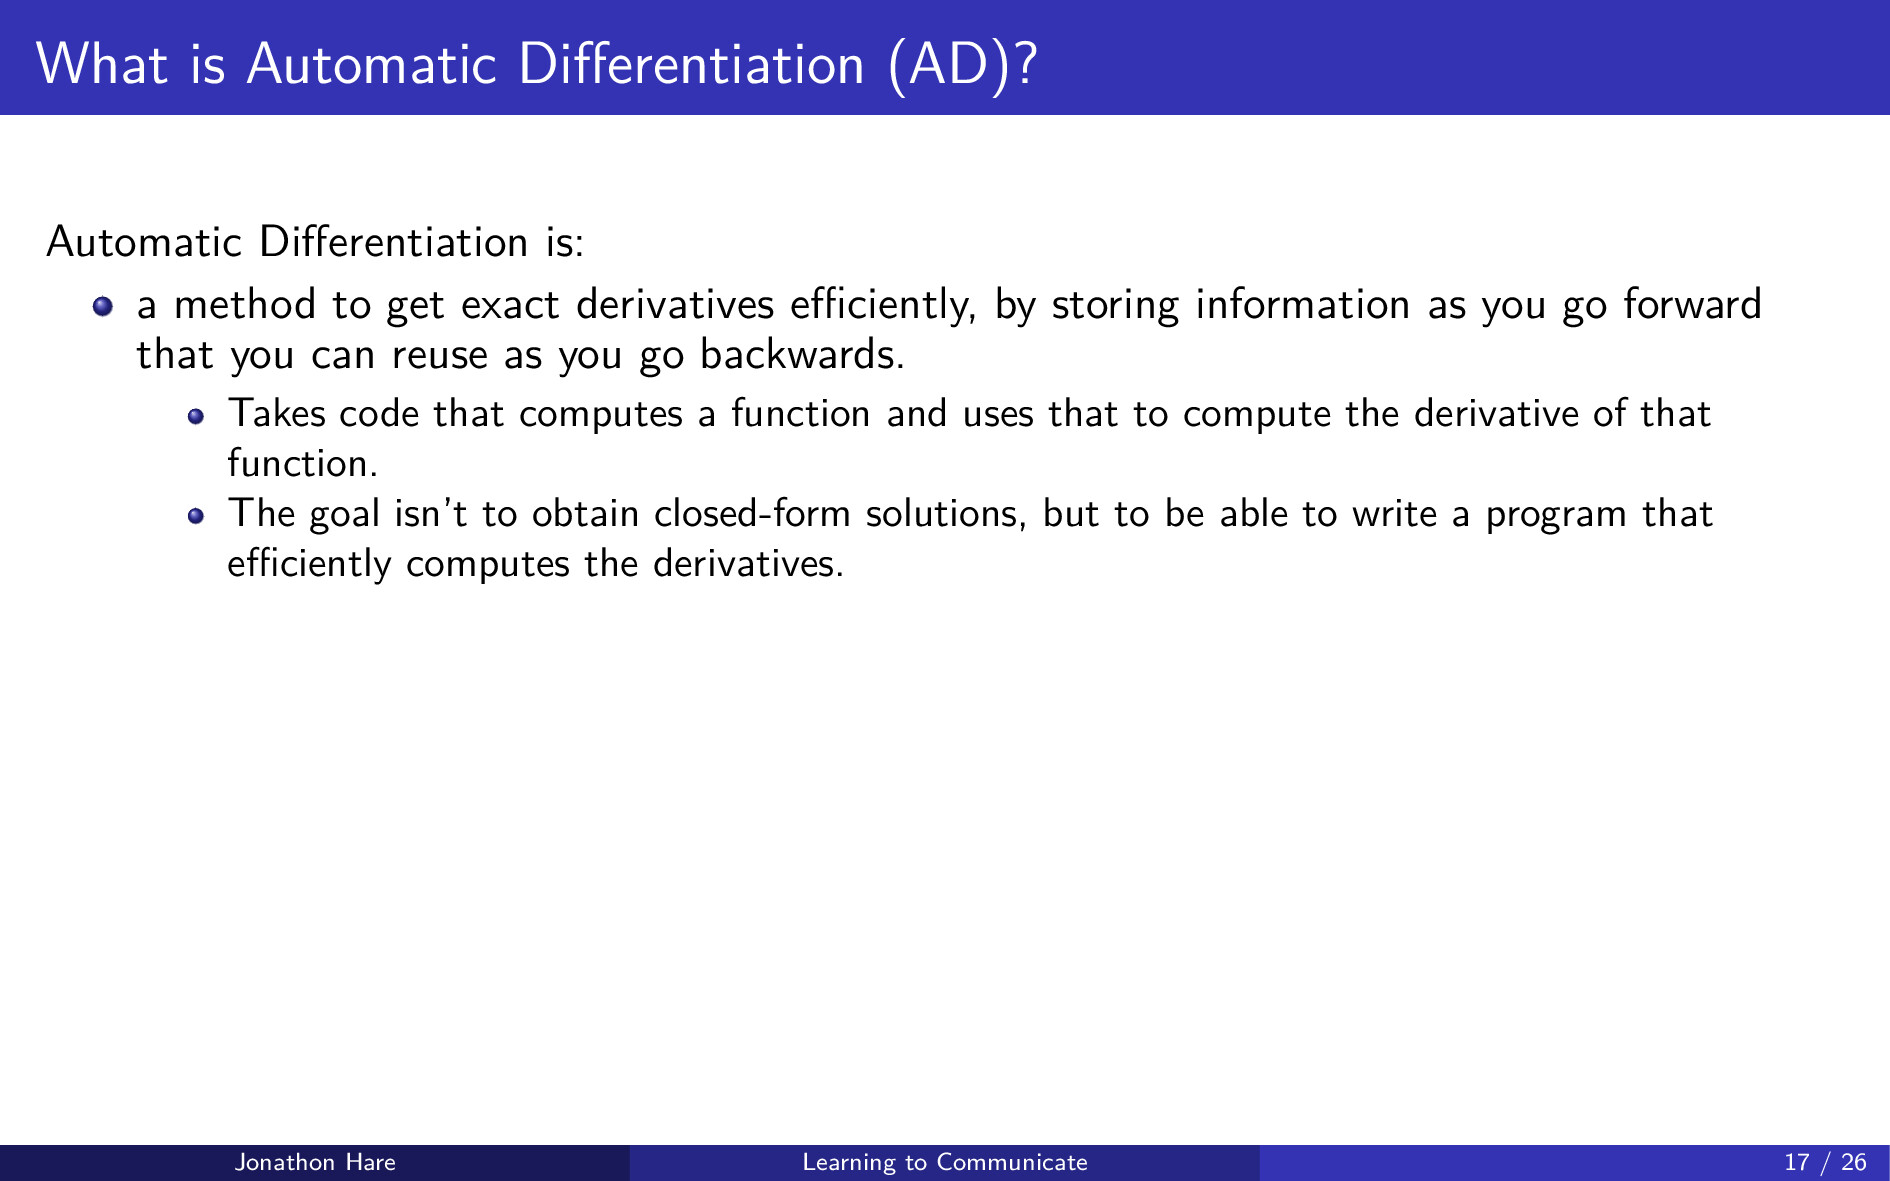 What is Automatic Differentiation (AD)?
Automatic Differentiation is:
a method to get exact derivatives efficiently, by storing information as you go forward
that you can reuse as you go backwards.
Takes code that computes a function and uses that to compute the derivative of that
function.
The goal isn't to obtain closed-form solutions, but to be able to write a program that
efficiently computes the derivatives.
Jonathon Hare
Learning to Communicate
17 / 26